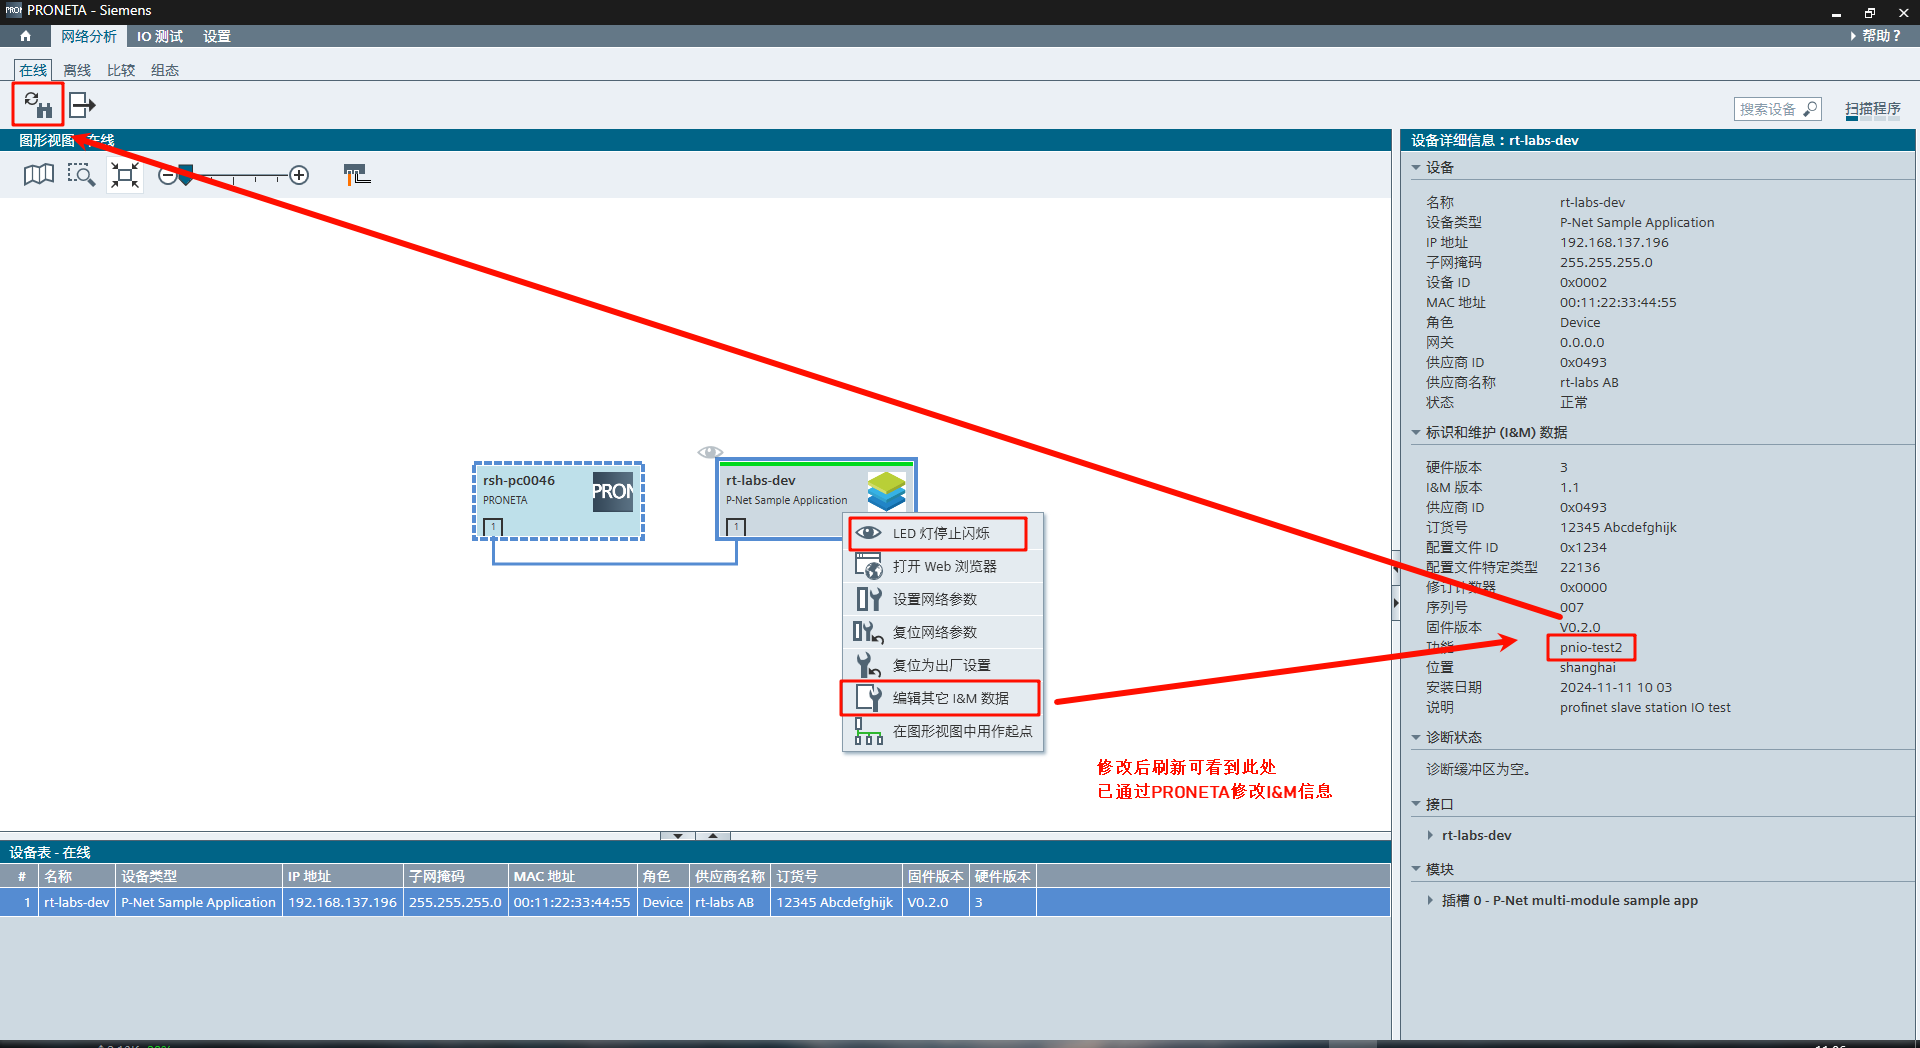 PRONETA - Siemens
网络分析 IO 测试 设置
帮助 ?
在线 离线 比较 组态
搜索设备
扫描程序
图形视图 在线
设备详细信息：rt-labs-dev
设备
名称 rt-labs-dev
设备类型 P-Net Sample Application
IP 地址 192.168.137.196
子网掩码 255.255.255.0
设备 ID 0x0002
MAC 地址 00:11:22:33:44:55
角色 Device
网关 0.0.0.0
供应商 ID 0x0493
供应商名称 rt-labs AB
状态 正常
标识和维护 (I&M) 数据
硬件版本 3
I&M 版本 1.1
供应商 ID 0x0493
订货号 12345 Abcdefghijk
配置文件 ID 0x1234
配置文件特定类型 22136
修订计数器 0x0000
序列号 007
固件版本 V0.2.0
功能 pnio-test2
位置 shanghai
安装日期 2024-11-11 10 03
说明 profinet slave station IO test
诊断状态
诊断缓冲区为空。
接口
rt-labs-dev
模块
插槽 0 - P-Net multi-module sample app
rsh-pc0046
PRONETA
PRON
1
rt-labs-dev
P-Net Sample Application
1
LED 灯停止闪烁
打开 Web 浏览器
设置网络参数
复位网络参数
复位为出厂设置
编辑其它 I&M 数据
在图形视图中用作起点
修改后刷新可看到此处
已通过PRONETA修改I&M信息
设备表 - 在线
# 名称 设备类型 IP 地址 子网掩码 MAC 地址 角色 供应商名称 订货号 固件版本 硬件版本
1 rt-labs-dev P-Net Sample Application 192.168.137.196 255.255.255.0 00:11:22:33:44:55 Device rt-labs AB 12345 Abcdefghijk V0.2.0 3